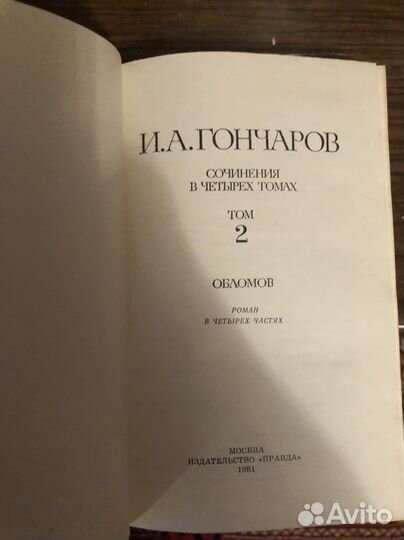 И.А.ГОНЧАРОВ
СОЧИНЕНИЯ
В ЧЕТЫРЕХ ТОМАХ
ТОМ
2
ОБЛОМОВ
РОМАН
В ЧЕТЫРЕХ ЧАСТЯХ
МОСКВА
ИЗДАТЕЛЬСТВО «ПРАВДА»
1981
Avito